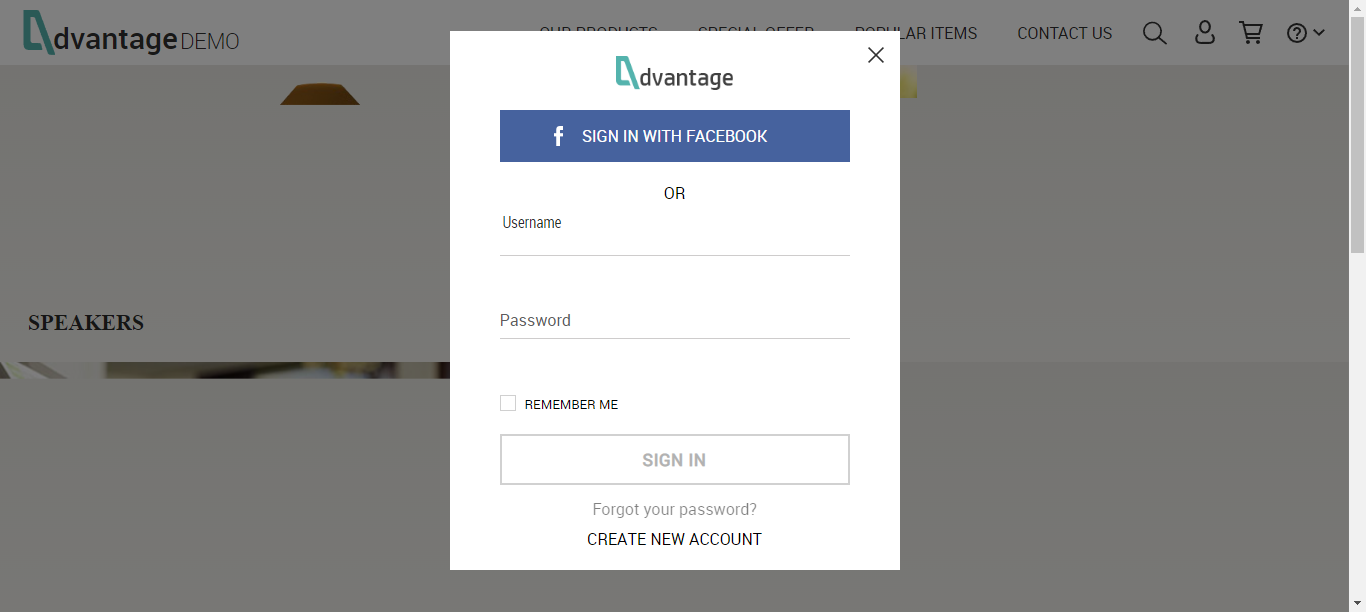 dvantage DEMO
OUR PRODUCTS
SPECIAL OFFER
POPULAR ITEMS
CONTACT US
dvantage
SIGN IN WITH FACEBOOK
OR
Username
Password
REMEMBER ME
SIGN IN
Forgot your password?
CREATE NEW ACCOUNT
SPEAKERS